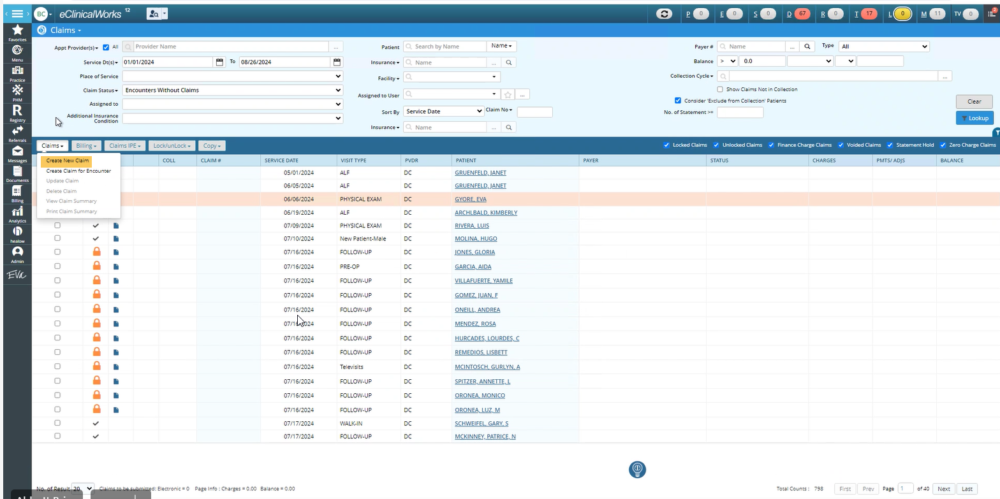 BC eClinicalWorks 12 P 0 E 0 S 0 D 67 R 0 T 17 L 0 M 11 TV 0 2
Claims
Favorites
Menu
Practice
PHM
Registry
Referrals
Messages
Documents
Billing
Analytics
healow
Admin
EVA
Appt Provider(s) All Provider Name ... Patient Search by Name Name Payer # Name ... Type All
Service Dt(s) 01/01/2024 To 08/26/2024 Insurance Name ... Balance > 0.0
Place of Service Facility Collection Cycle ...
Claim Status Encounters Without Claims Show Claims Not in Collection
Assigned to Assigned to User ... Consider 'Exclude from Collection' Patients Clear
Additional Insurance Condition Sort By Service Date Claim No No. of Statement >= Lookup
Insurance Name ...
Claims Billing Claims IPE Lock/unLock Copy Locked Claims Unlocked Claims Finance Charge Claims Voided Claims Statement Hold Zero Charge Claims
Create New Claim
Create Claim for Encounter
Update Claim
Delete Claim
View Claim Summary
Print Claim Summary
COLL CLAIM # SERVICE DATE VISIT TYPE PVDR PATIENT PAYER STATUS CHARGES PMTS/ ADJS BALANCE
05/01/2024 ALF DC GRUENFELD, JANET
06/05/2024 ALF DC GRUENFELD, JANET
06/06/2024 PHYSICAL EXAM DC GYORE, EVA
06/19/2024 ALF DC ARCHLBALD, KIMBERLY
07/09/2024 PHYSICAL EXAM DC RIVERA, LUIS
07/10/2024 New Patient-Male DC MOLINA, HUGO
07/16/2024 FOLLOW-UP DC JONES, GLORIA
07/16/2024 PRE-OP DC GARCIA, AIDA
07/16/2024 FOLLOW-UP DC VILLAFUERTE, YAMILE
07/16/2024 FOLLOW-UP DC GOMEZ, JUAN, F
07/16/2024 FOLLOW-UP DC ONEILL, ANDREA
07/16/2024 FOLLOW-UP DC MENDEZ, ROSA
07/16/2024 FOLLOW-UP DC HURCADES, LOURDES, C
07/16/2024 FOLLOW-UP DC REMEDIOS, LISBETT
07/16/2024 Televisits DC MCINTOSCH, GURLYN, A
07/16/2024 FOLLOW-UP DC SPITZER, ANNETTE, L
07/16/2024 FOLLOW-UP DC ORONEA, MONICO
07/16/2024 FOLLOW-UP DC ORONEA, LUZ, M
07/17/2024 WALK-IN DC SCHWEIFEL, GARY, S
07/17/2024 FOLLOW-UP DC MCKINNEY, PATRICE, N
No. of Result 20 Claims to be submitted: Electronic = 0 Page Info : Charges = 0.00 Balance = 0.00 Total Counts : 798 First Prev Page 1 of 40 Next Last